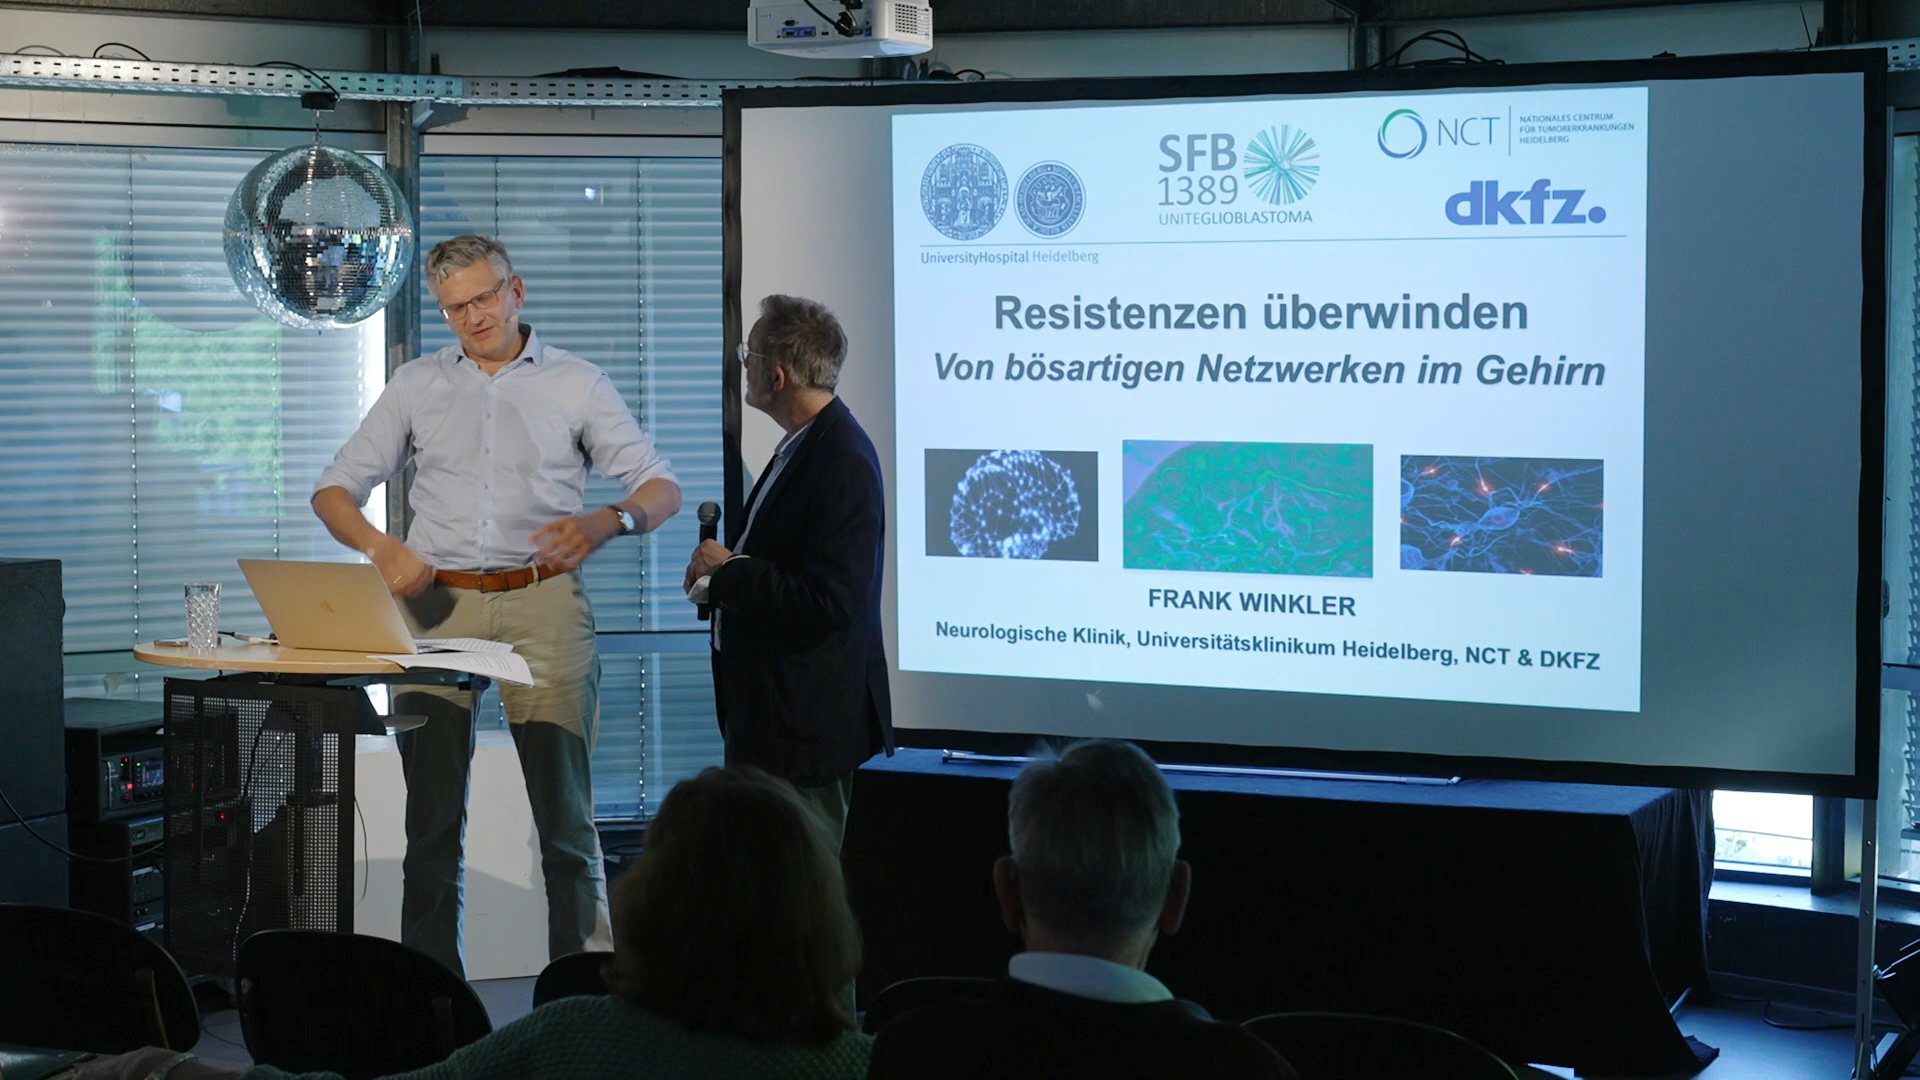 SFB
1389
UNITEGLIOBLASTOMA
NCT
NATIONALES CENTRUM
FÜR TUMORERKRANKUNGEN
HEIDELBERG
dkfz.
UniversityHospital Heidelberg
Resistenzen überwinden
Von bösartigen Netzwerken im Gehirn
FRANK WINKLER
Neurologische Klinik, Universitätsklinikum Heidelberg, NCT & DKFZ